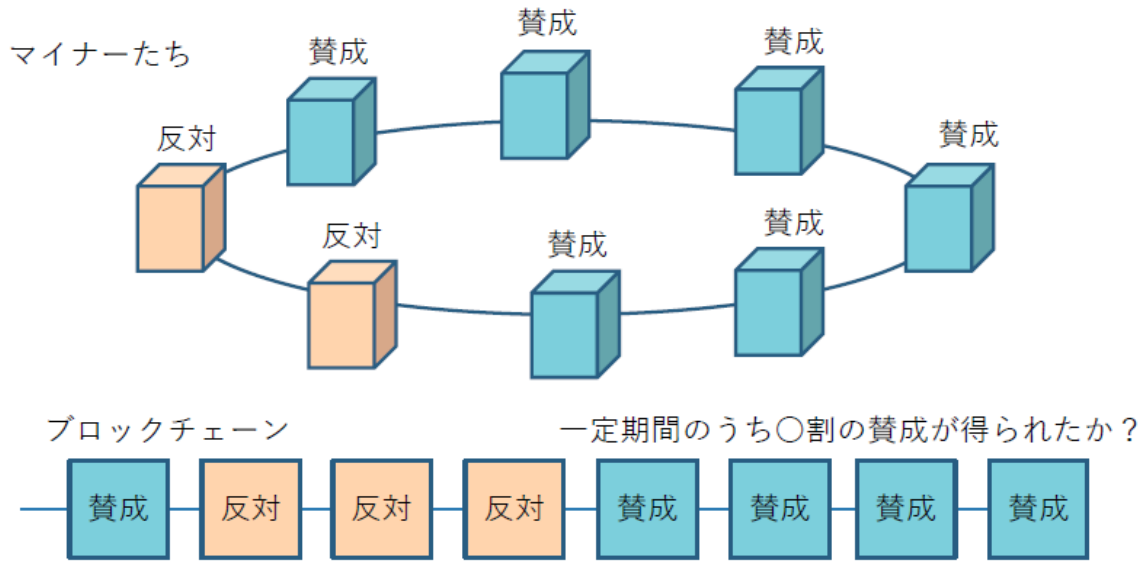 マイナーたち
賛成
賛成
賛成
賛成
反対
反対
賛成
賛成
ブロックチェーン
一定期間のうち○割の賛成が得られたか？
賛成 反対 反対 反対 賛成 賛成 賛成 賛成